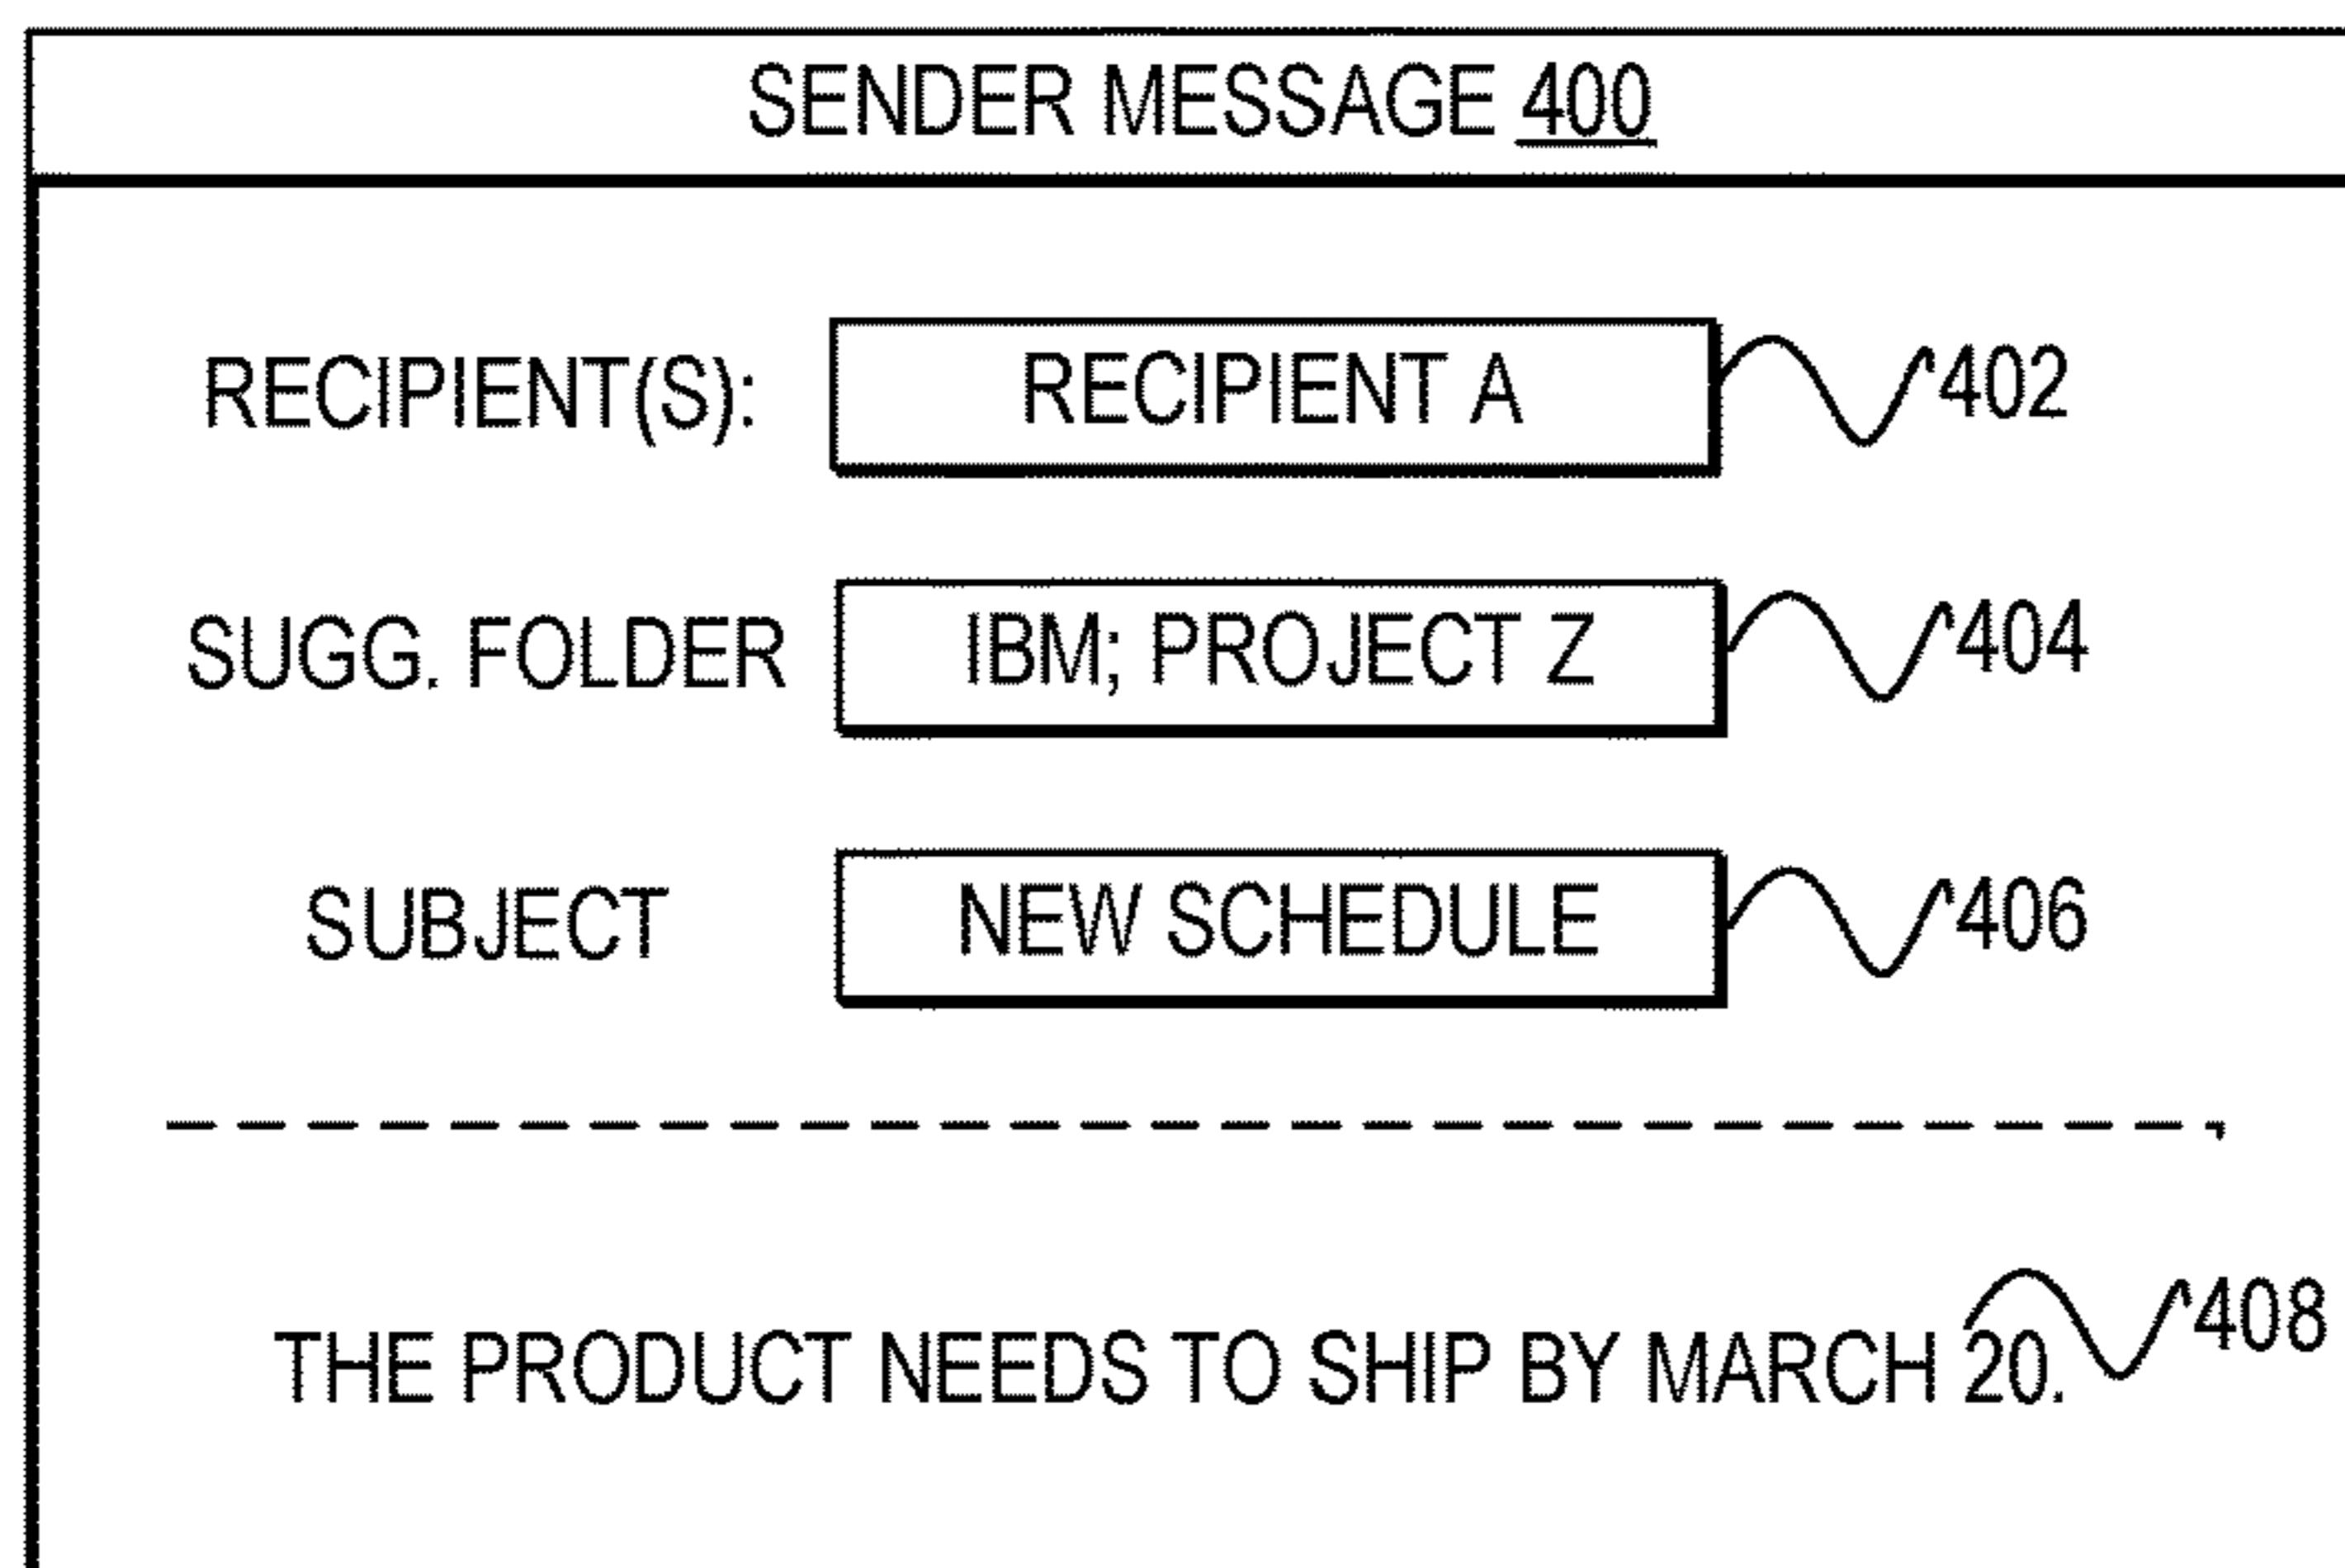 SENDER MESSAGE 400
RECIPIENT(S): RECIPIENT A 402
SUGG. FOLDER IBM; PROJECT Z 404
SUBJECT NEW SCHEDULE 406
THE PRODUCT NEEDS TO SHIP BY MARCH 20. 408